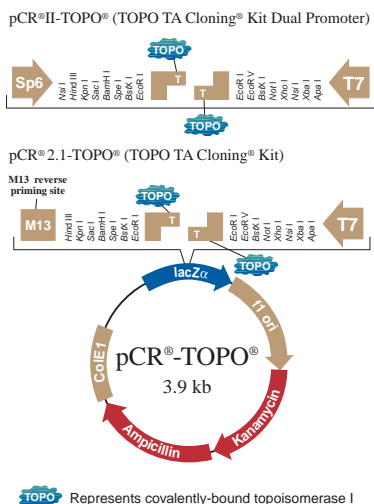 pCR®II-TOPO® (TOPO TA Cloning® Kit Dual Promoter)
TOPO
Sp6 Nsi I Hind III Kpn I Sac I BamH I Spe I BstX I EcoR I T T EcoR I EcoR V BstX I Not I Xho I Nsi I Xba I Apa I T7
TOPO
pCR®2.1-TOPO® (TOPO TA Cloning® Kit)
M13 reverse
priming site
TOPO
M13 Hind III Kpn I Sac I BamH I Spe I BstX I EcoR I T T EcoR I EcoR V BstX I Not I Xho I Nsi I Xba I Apa I T7
TOPO
lacZα
f1 ori
ColE1
pCR®-TOPO®
3.9 kb
Kanamycin
Ampicillin
TOPO Represents covalently-bound topoisomerase I